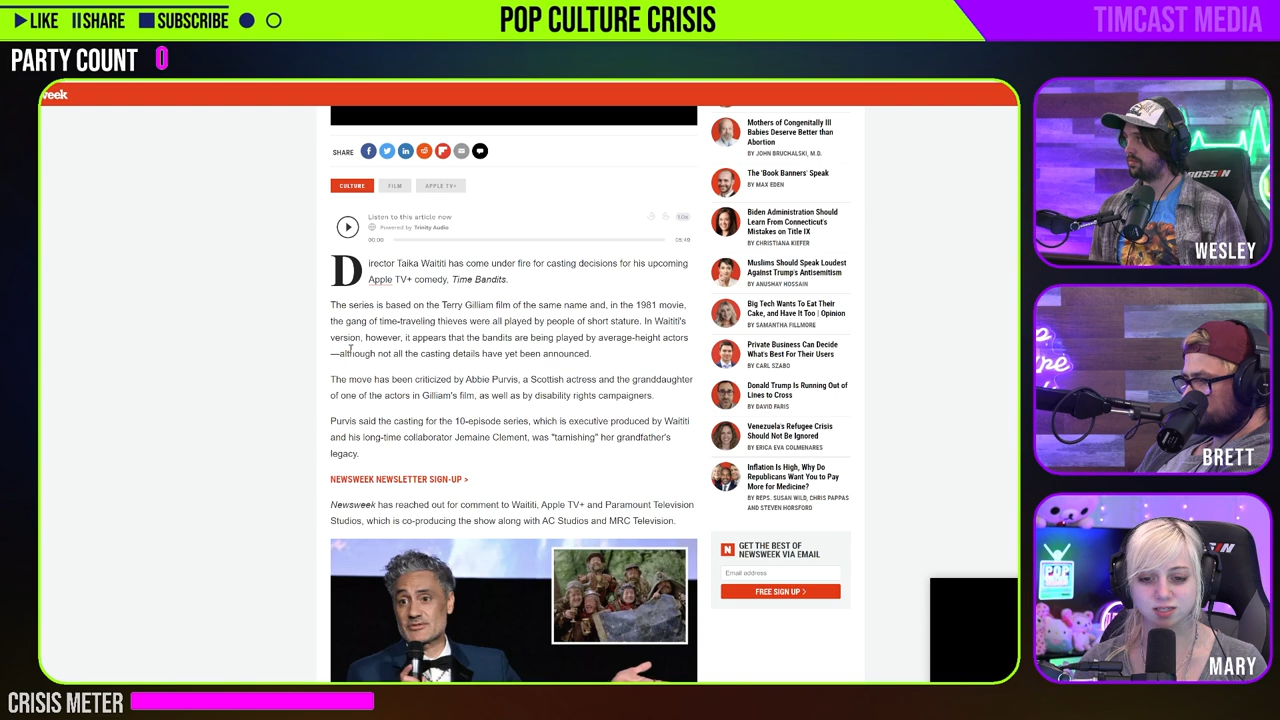 LIKE SHARE SUBSCRIBE
POP CULTURE CRISIS
TIMCAST MEDIA
PARTY COUNT 0
week
SHARE
CULTURE FILM APPLE TV+
Listen to this article now
Powered by Trinity Audio
00:00 05:49
1.0x
Director Taika Waititi has come under fire for casting decisions for his upcoming
Apple TV+ comedy, Time Bandits.
The series is based on the Terry Gilliam film of the same name and, in the 1981 movie,
the gang of time-traveling thieves were all played by people of short stature. In Waititi's
version, however, it appears that the bandits are being played by average-height actors
—although not all the casting details have yet been announced.
The move has been criticized by Abbie Purvis, a Scottish actress and the granddaughter
of one of the actors in Gilliam's film, as well as by disability rights campaigners.
Purvis said the casting for the 10-episode series, which is executive produced by Waititi
and his long-time collaborator Jemaine Clement, was "tarnishing" her grandfather's
legacy.
NEWSWEEK NEWSLETTER SIGN-UP >
Newsweek has reached out for comment to Waititi, Apple TV+ and Paramount Television
Studios, which is co-producing the show along with AC Studios and MRC Television.
Mothers of Congenitally Ill
Babies Deserve Better than
Abortion
BY JOHN BRUCHALSKI, M.D.
The 'Book Banners' Speak
BY MAX EDEN
Biden Administration Should
Learn From Connecticut's
Mistakes on Title IX
BY CHRISTIANA KIEFER
Muslims Should Speak Loudest
Against Trump's Antisemitism
BY ANUSHAY HOSSAIN
Big Tech Wants To Eat Their
Cake, and Have It Too | Opinion
BY SAMANTHA FILLMORE
Private Business Can Decide
What's Best For Their Users
BY CARL SZABO
Donald Trump Is Running Out of
Lines to Cross
BY DAVID FARIS
Venezuela's Refugee Crisis
Should Not Be Ignored
BY ERICA EVA COLMENARES
Inflation Is High, Why Do
Republicans Want You to Pay
More for Medicine?
BY REPS. SUSAN WILD, CHRIS PAPPAS
AND STEVEN HORSFORD
N GET THE BEST OF
NEWSWEEK VIA EMAIL
Email address
FREE SIGN UP >
WESLEY
BRETT
MARY
CRISIS METER